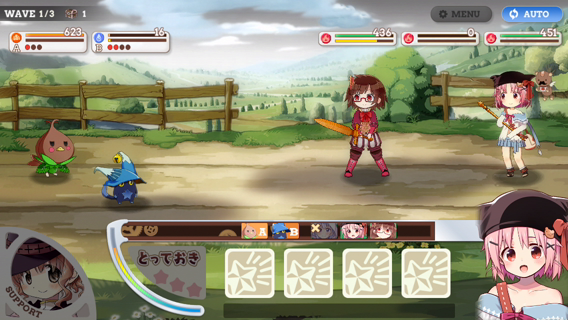 WAVE 1/3
1
MENU
AUTO
623
A
16
B
436
0
451
A
B
とっておき
SUPPORT